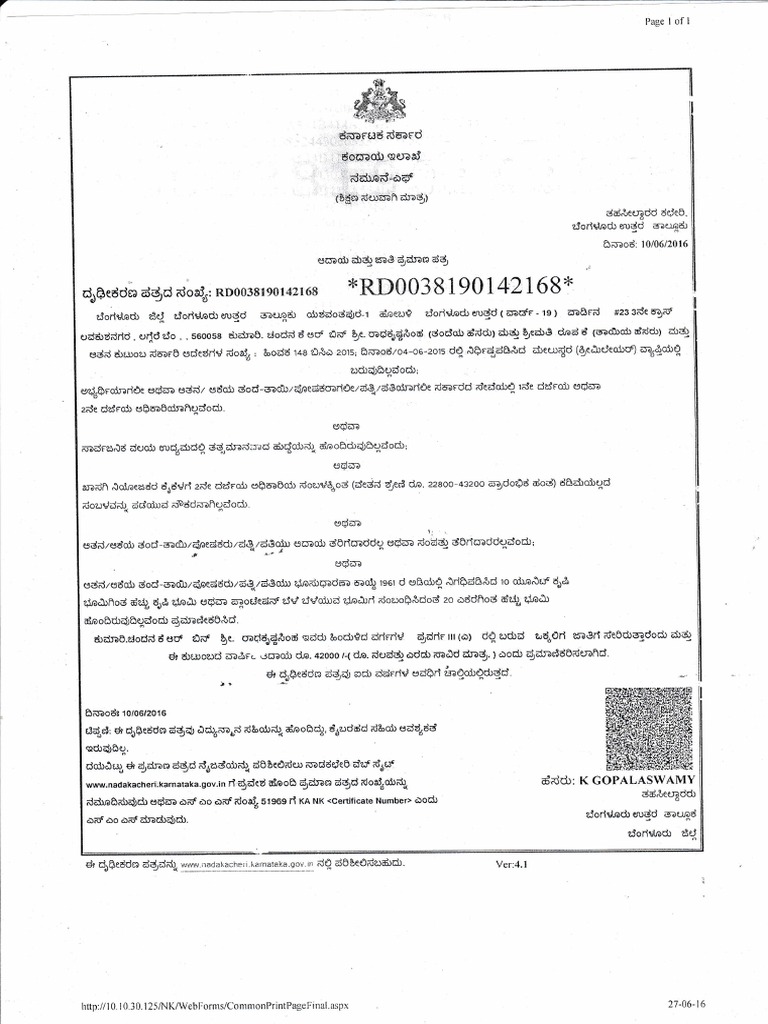 Page 1 of 1
ಕರ್ನಾಟಕ ಸರ್ಕಾರ
ಕಂದಾಯ ಇಲಾಖೆ
ನಮೂನೆ-ಎಫ್
(ಶಿಕ್ಷಣ ಸಲುವಾಗಿ ಮಾತ್ರ)
ತಹಸೀಲ್ದಾರರ ಕಛೇರಿ,
ಬೆಂಗಳೂರು ಉತ್ತರ ತಾಲ್ಲೂಕು
ದಿನಾಂಕ: 10/06/2016
ಆದಾಯ ಮತ್ತು ಜಾತಿ ಪ್ರಮಾಣ ಪತ್ರ
ದೃಢೀಕರಣ ಪತ್ರದ ಸಂಖ್ಯೆ: RD0038190142168 *RD0038190142168*
ಬೆಂಗಳೂರು ಜಿಲ್ಲೆ ಬೆಂಗಳೂರು ಉತ್ತರ ತಾಲ್ಲೂಕು ಯಶವಂತಪುರ-1 ಹೋಬಳಿ ಬೆಂಗಳೂರು ಉತ್ತರ ( ವಾರ್ಡ್ - 19 ) ವಾರ್ಡಿನ #23 3ನೇ ಕ್ರಾಸ್
ಲವಕುಶನಗರ , ಲಗ್ಗೆರೆ ಬೆಂ , , 560058 ಕುಮಾರಿ. ಚಂದನ ಕೆ ಆರ್ ಬಿನ್ ಶ್ರೀ. ರಾಧಕೃಷ್ಣಸಿಂಹ (ತಂದೆಯ ಹೆಸರು) ಮತ್ತು ಶ್ರೀಮತಿ ರೂಪ ಕೆ (ತಾಯಿಯ ಹೆಸರು) ಮತ್ತು
ಆತನ ಕುಟುಂಬ ಸರ್ಕಾರಿ ಆದೇಶಗಳ ಸಂಖ್ಯೆ : ಹಿಂವಕ 148 ಬಿಸಿಎ 2015; ದಿನಾಂಕ/04-06-2015 ರಲ್ಲಿ ನಿರ್ಧಿಷ್ಟಪಡಿಸಿದ ಮೇಲುಸ್ತರ (ಕ್ರೀಮಿಲೇಯರ್) ವ್ಯಾಪ್ತಿಯಲ್ಲಿ
ಬರುವುದಿಲ್ಲವೆಂದು;
ಅಭ್ಯರ್ಥಿಯಾಗಲೀ ಅಥವಾ ಆತನ/ ಆಕೆಯ ತಂದೆ-ತಾಯಿ/ಪೋಷಕರಾಗಲೀ/ಪತ್ನಿ/ಪತಿಯಾಗಲೀ ಸರ್ಕಾರದ ಸೇವೆಯಲ್ಲಿ 1ನೇ ದರ್ಜೆಯ ಅಥವಾ
2ನೇ ದರ್ಜೆಯ ಅಧಿಕಾರಿಯಾಗಿಲ್ಲವೆಂದು.
ಅಥವಾ
ಸಾರ್ವಜನಿಕ ವಲಯ ಉದ್ಯಮದಲ್ಲಿ ತತ್ಸಮಾನವಾದ ಹುದ್ದೆಯನ್ನು ಹೊಂದಿರುವುದಿಲ್ಲವೆಂದು;
ಅಥವಾ
ಖಾಸಗಿ ನಿಯೋಜಕರ ಕೈಕೆಳಗೆ 2ನೇ ದರ್ಜೆಯ ಅಧಿಕಾರಿಯ ಸಂಬಳಕ್ಕಿಂತ (ವೇತನ ಶ್ರೇಣಿ ರೂ. 22800-43200 ಪ್ರಾರಂಭಿಕ ಹಂತ) ಕಡಿಮೆಯಲ್ಲದ
ಸಂಬಳವನ್ನು ಪಡೆಯುವ ನೌಕರನಾಗಿಲ್ಲವೆಂದು.
ಅಥವಾ
ಆತನ/ಆಕೆಯ ತಂದೆ-ತಾಯಿ/ಪೋಷಕರು/ಪತ್ನಿ/ಪತಿಯು ಆದಾಯ ತೆರಿಗೆದಾರರಲ್ಲ ಅಥವಾ ಸಂಪತ್ತು ತೆರಿಗೆದಾರರಲ್ಲವೆಂದು;
ಅಥವಾ
ಆತನ/ಆಕೆಯ ತಂದೆ-ತಾಯಿ/ಪೋಷಕರು/ಪತ್ನಿ/ಪತಿಯು ಭೂಸುಧಾರಣಾ ಕಾಯ್ದೆ 1961 ರ ಅಡಿಯಲ್ಲಿ ನಿಗಧಿಪಡಿಸಿದ 10 ಯೂನಿಟ್ ಕೃಷಿ
ಭೂಮಿಗಿಂತ ಹೆಚ್ಚು ಕೃಷಿ ಭೂಮಿ ಅಥವಾ ಪ್ಲಾಂಟೇಷನ್ ಬೆಳೆ ಬೆಳೆಯುವ ಭೂಮಿಗೆ ಸಂಬಂಧಿಸಿದಂತೆ 20 ಎಕರೆಗಿಂತ ಹೆಚ್ಚು ಭೂಮಿ
ಹೊಂದಿರುವುದಿಲ್ಲವೆಂದು ಪ್ರಮಾಣೀಕರಿಸಿದೆ.
ಕುಮಾರಿ.ಚಂದನ ಕೆ ಆರ್ ಬಿನ್ ಶ್ರೀ. ರಾಧಕೃಷ್ಣಸಿಂಹ ಇವರು ಹಿಂದುಳಿದ ವರ್ಗಗಳ ಪ್ರವರ್ಗ III (ಎ) ರಲ್ಲಿ ಬರುವ ಒಕ್ಕಲಿಗ ಜಾತಿಗೆ ಸೇರಿರುತ್ತಾರೆಂದು ಮತ್ತು
ಈ ಕುಟುಂಬದ ವಾರ್ಷಿಕ ಆದಾಯ ರೂ. 42000 /-( ರೂ. ನಲವತ್ತು ಎರಡು ಸಾವಿರ ಮಾತ್ರ. ) ಎಂದು ಪ್ರಮಾಣಿಕರಿಸಲಾಗಿದೆ.
ಈ ದೃಢೀಕರಣ ಪತ್ರವು ಐದು ವರ್ಷಗಳ ಅವಧಿಗೆ ಚಾಲ್ತಿಯಲ್ಲಿರುತ್ತದೆ.
ದಿನಾಂಕ: 10/06/2016
ಟಿಪ್ಪಣಿ: ಈ ದೃಢೀಕರಣ ಪತ್ರವು ವಿದ್ಯುನ್ಮಾನ ಸಹಿಯನ್ನು ಹೊಂದಿದ್ದು, ಕೈಬರಹದ ಸಹಿಯ ಅವಶ್ಯಕತೆ
ಇರುವುದಿಲ್ಲ.
ದಯವಿಟ್ಟು ಈ ಪ್ರಮಾಣ ಪತ್ರದ ನೈಜತೆಯನ್ನು ಪರಿಶೀಲಿಸಲು ನಾಡಕಛೇರಿ ವೆಬ್ ಸೈಟ್
www.nadakacheri.karnataka.gov.in ಗೆ ಪ್ರವೇಶ ಹೊಂದಿ ಪ್ರಮಾಣ ಪತ್ರದ ಸಂಖ್ಯೆಯನ್ನು
ನಮೂದಿಸುವುದು ಅಥವಾ ಎಸ್ ಎಂ ಎಸ್ ಸಂಖ್ಯೆ 51969 ಗೆ KA NK <Certificate Number> ಎಂದು
ಎಸ್ ಎಂ ಎಸ್ ಮಾಡುವುದು.
ಹೆಸರು: K GOPALASWAMY
ತಹಸೀಲ್ದಾರರು
ಬೆಂಗಳೂರು ಉತ್ತರ ತಾಲ್ಲೂಕ
ಬೆಂಗಳೂರು ಜಿಲ್ಲೆ
ಈ ದೃಢೀಕರಣ ಪತ್ರವನ್ನು www.nadakacheri.karnataka.gov.in ನಲ್ಲಿ ಪರಿಶೀಲಿಸಬಹುದು. Ver:4.1
http://10.10.30.125/NK/WebForms/CommonPrintPageFinal.aspx 27-06-16